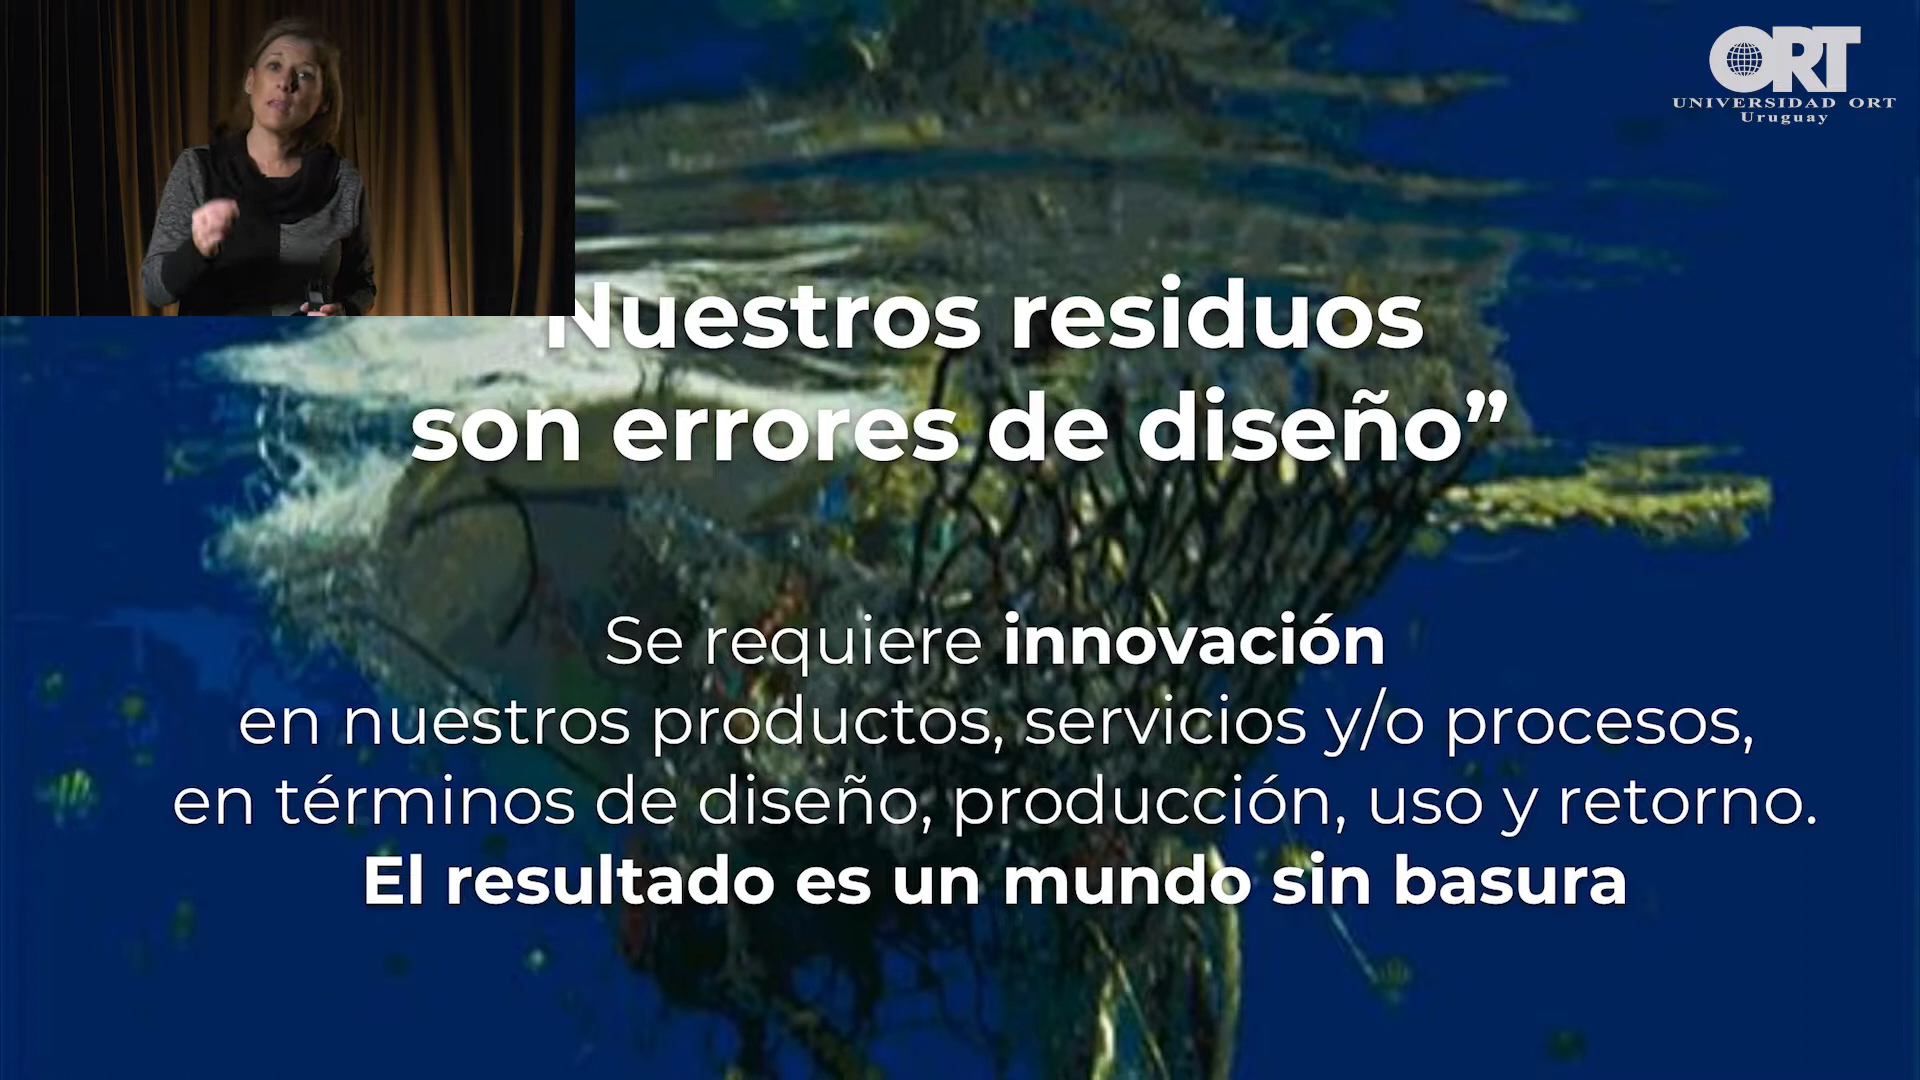 ORT
UNIVERSIDAD ORT
Uruguay
Nuestros residuos
son errores de diseño”
Se requiere innovación
en nuestros productos, servicios y/o procesos,
en términos de diseño, producción, uso y retorno.
El resultado es un mundo sin basura